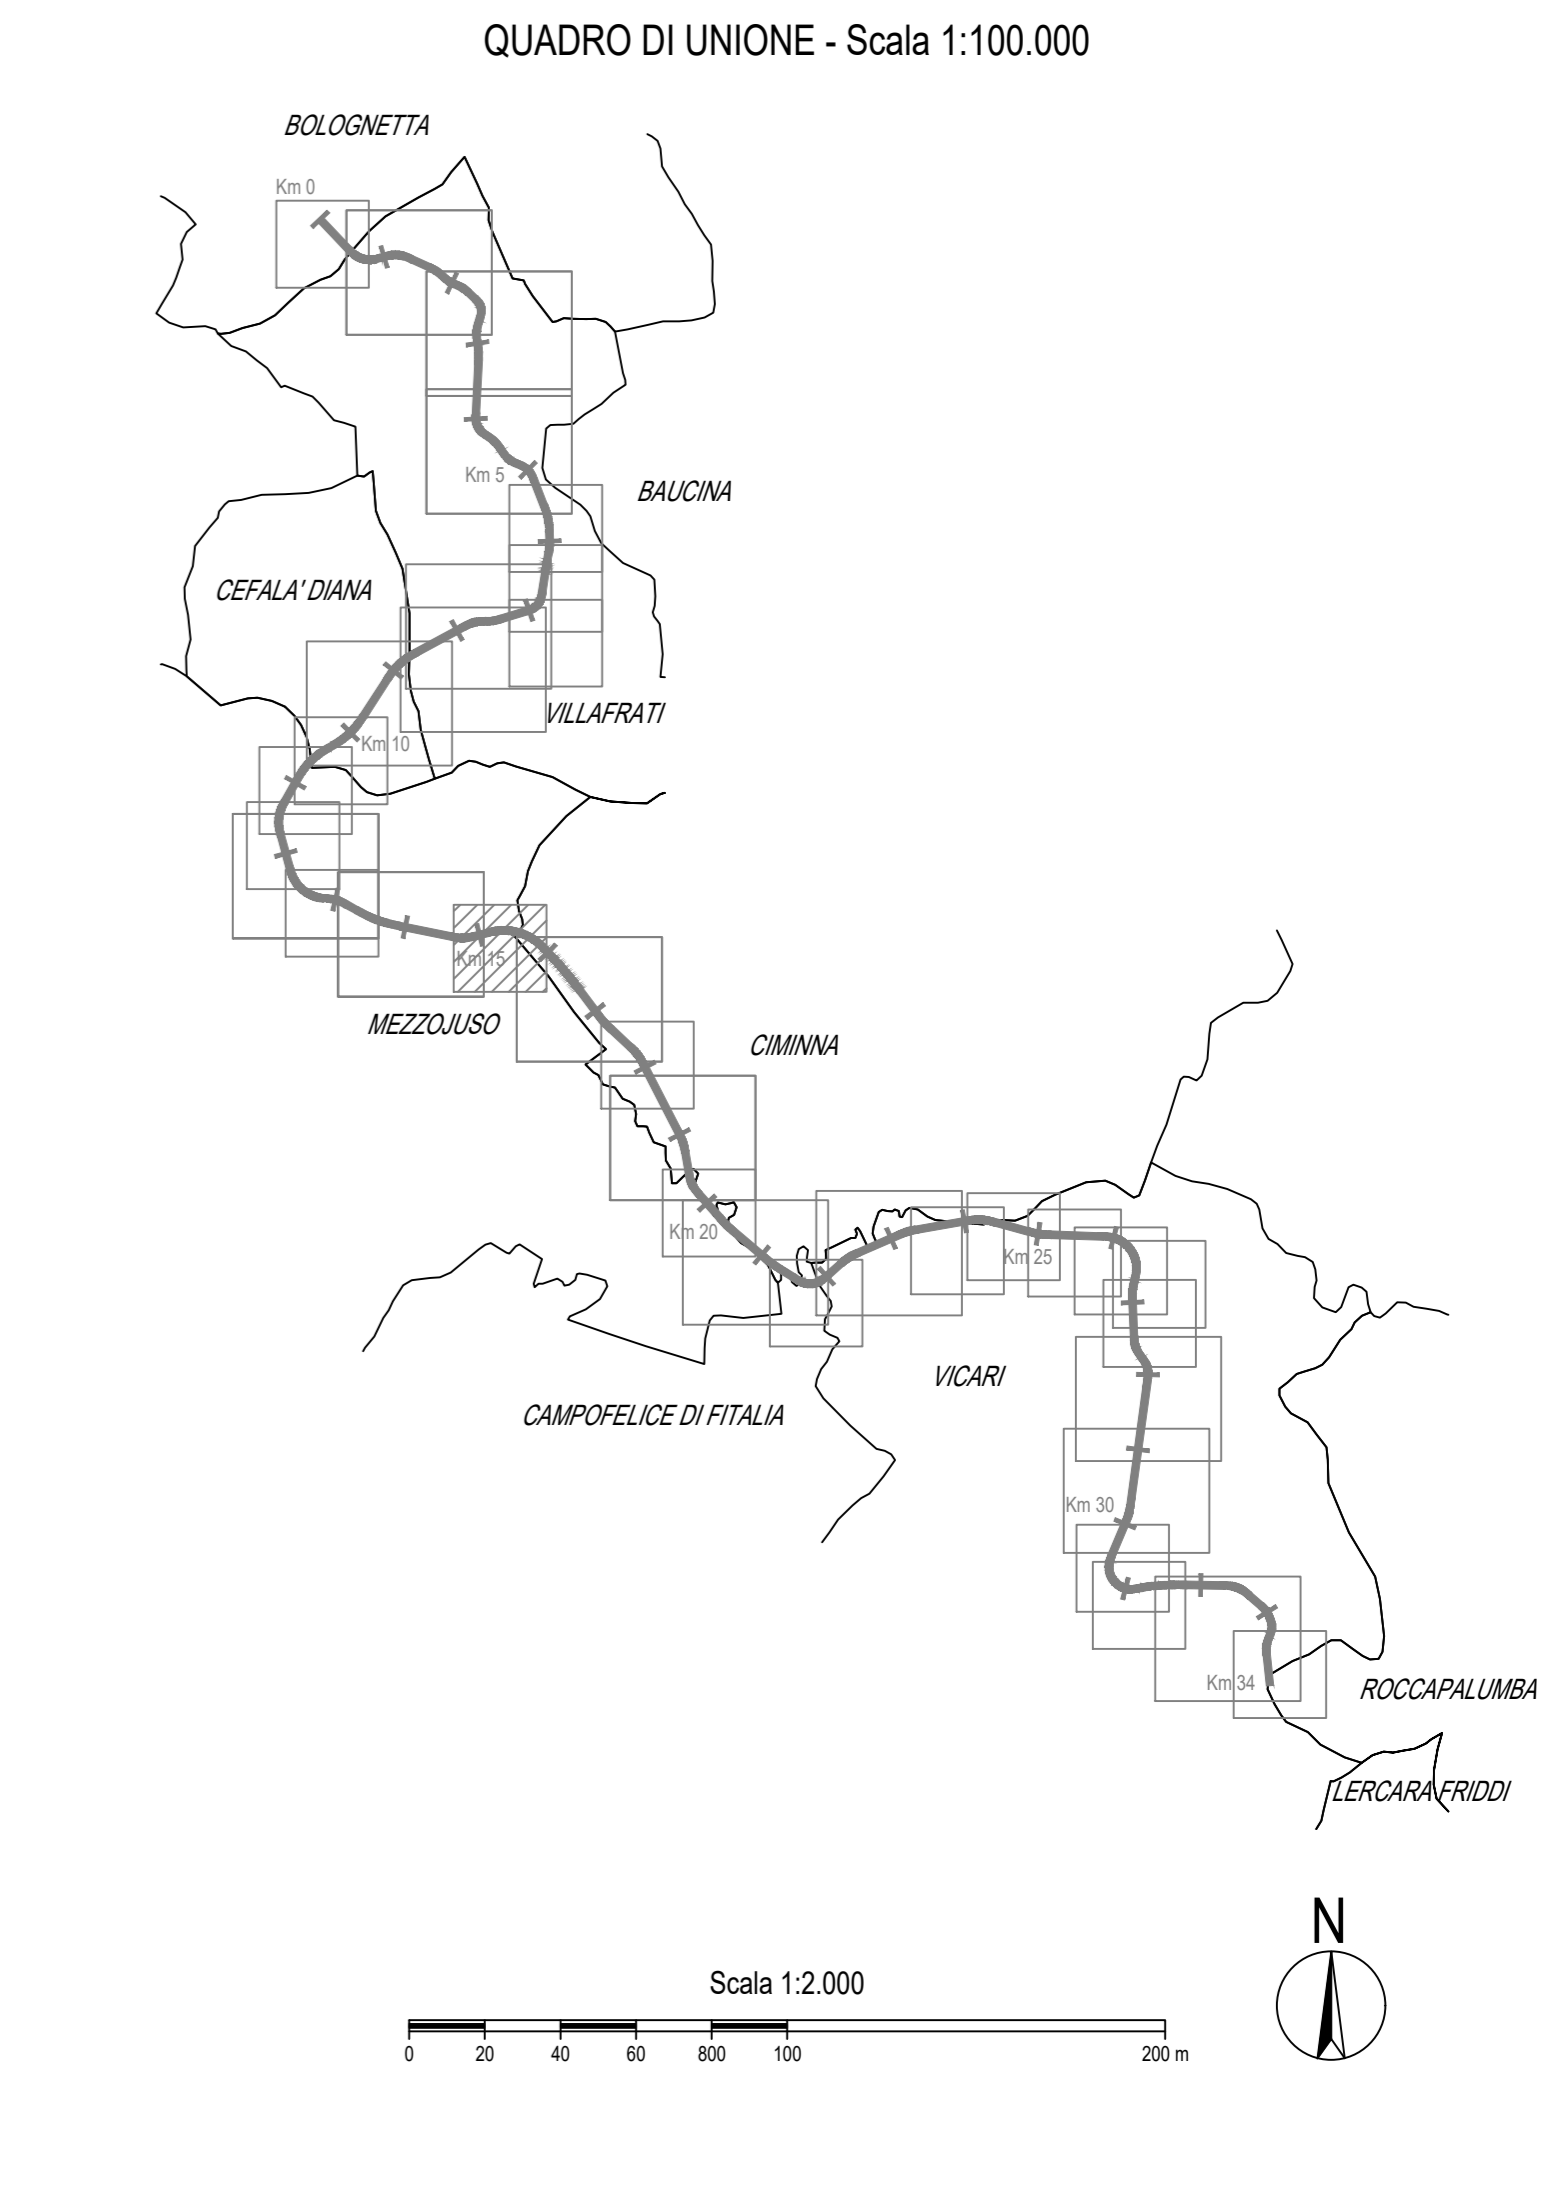 QUADRO DI UNIONE - Scala 1:100.000
BOLOGNETTA
Km 0
Km 5
BAUCINA
CEFALA' DIANA
VILLAFRATI
Km 10
Km 15
MEZZOJUSO
CIMINNA
Km 20
Km 25
VICARI
CAMPOFELICE DI FITALIA
Km 30
Km 34
ROCCAPALUMBA
LERCARA FRIDDI
N
Scala 1:2.000
0 20 40 60 800 100 200 m